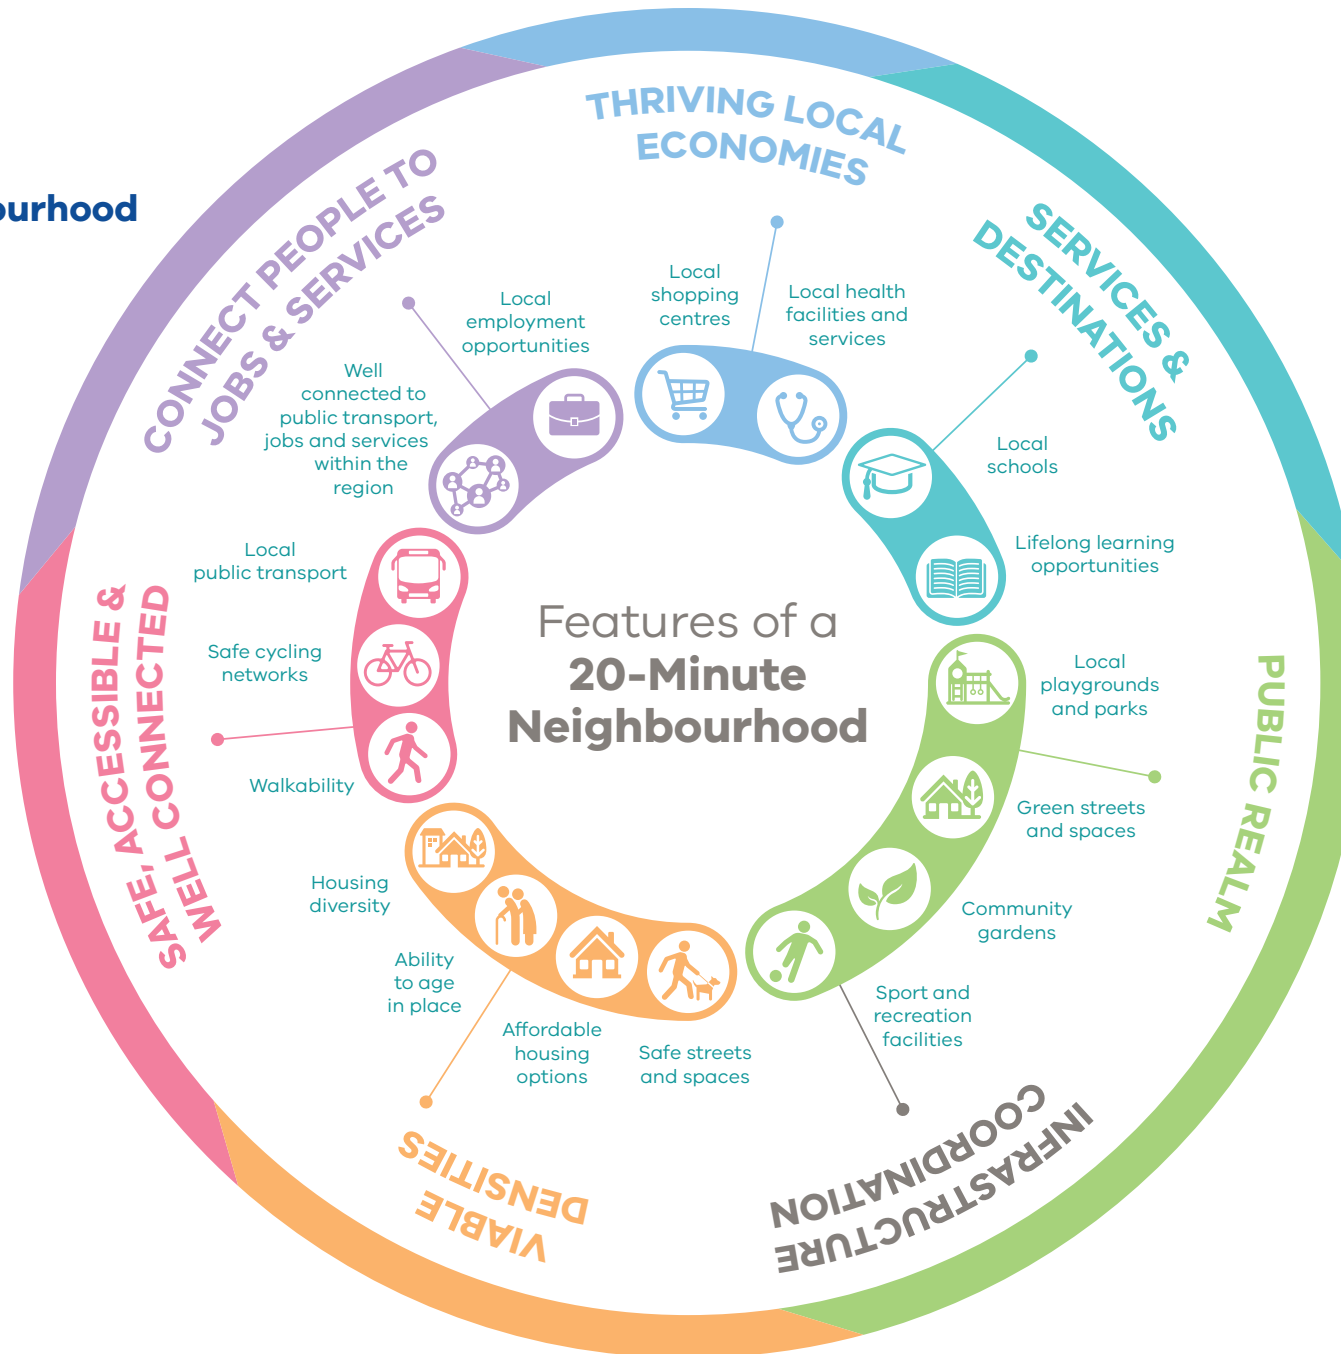 ourhood
THRIVING LOCAL
ECONOMIES
Local
shopping
centres
Local health
facilities and
services
SERVICES &
DESTINATIONS
Local
schools
Lifelong learning
opportunities
PUBLIC REALM
Local
playgrounds
and parks
Green streets
and spaces
Community
gardens
Sport and
recreation
facilities
INFRASTRUCTURE
COORDINATION
VIABLE
DENSITIES
Safe streets
and spaces
Affordable
housing
options
Ability
to age
in place
Housing
diversity
SAFE, ACCESSIBLE &
WELL CONNECTED
Walkability
Safe cycling
networks
Local
public transport
CONNECT PEOPLE TO
JOBS & SERVICES
Well
connected to
public transport,
jobs and services
within the
region
Local
employment
opportunities
Features of a
20-Minute
Neighbourhood